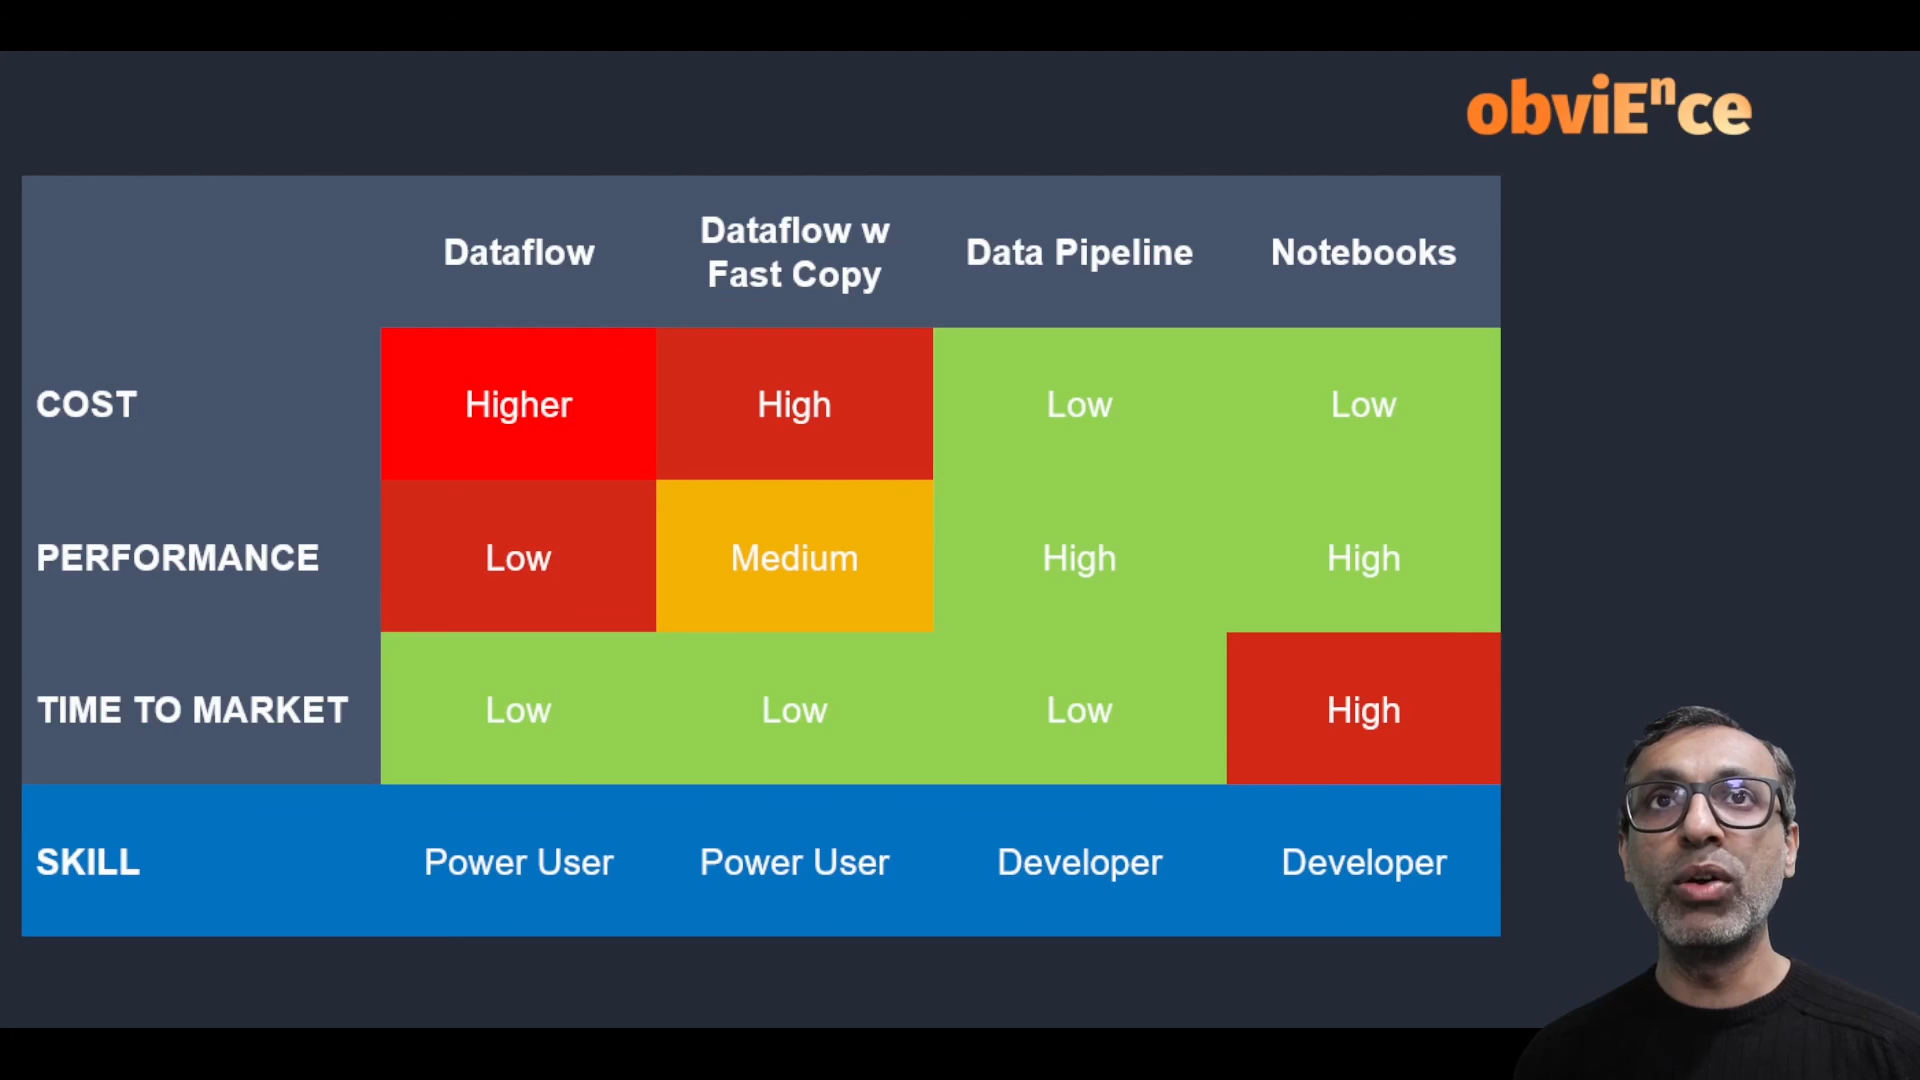 obviEnce
Dataflow
Dataflow w
Fast Copy
Data Pipeline
Notebooks
COST
Higher
High
Low
Low
PERFORMANCE
Low
Medium
High
High
TIME TO MARKET
Low
Low
Low
High
SKILL
Power User
Power User
Developer
Developer